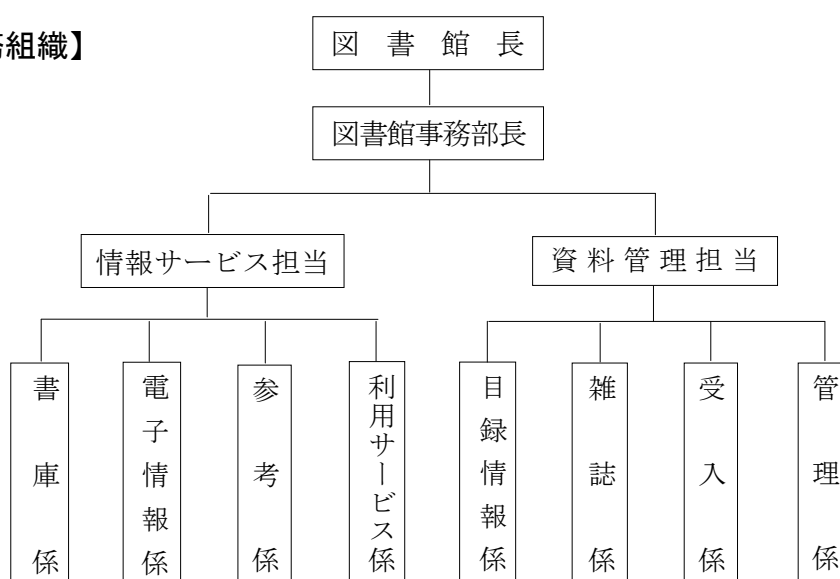 組織】
図書館長
図書館事務部長
情報サービス担当
資料管理担当
書庫係
電子情報係
参考係
利用サービス係
目録情報係
雑誌係
受入係
管理係